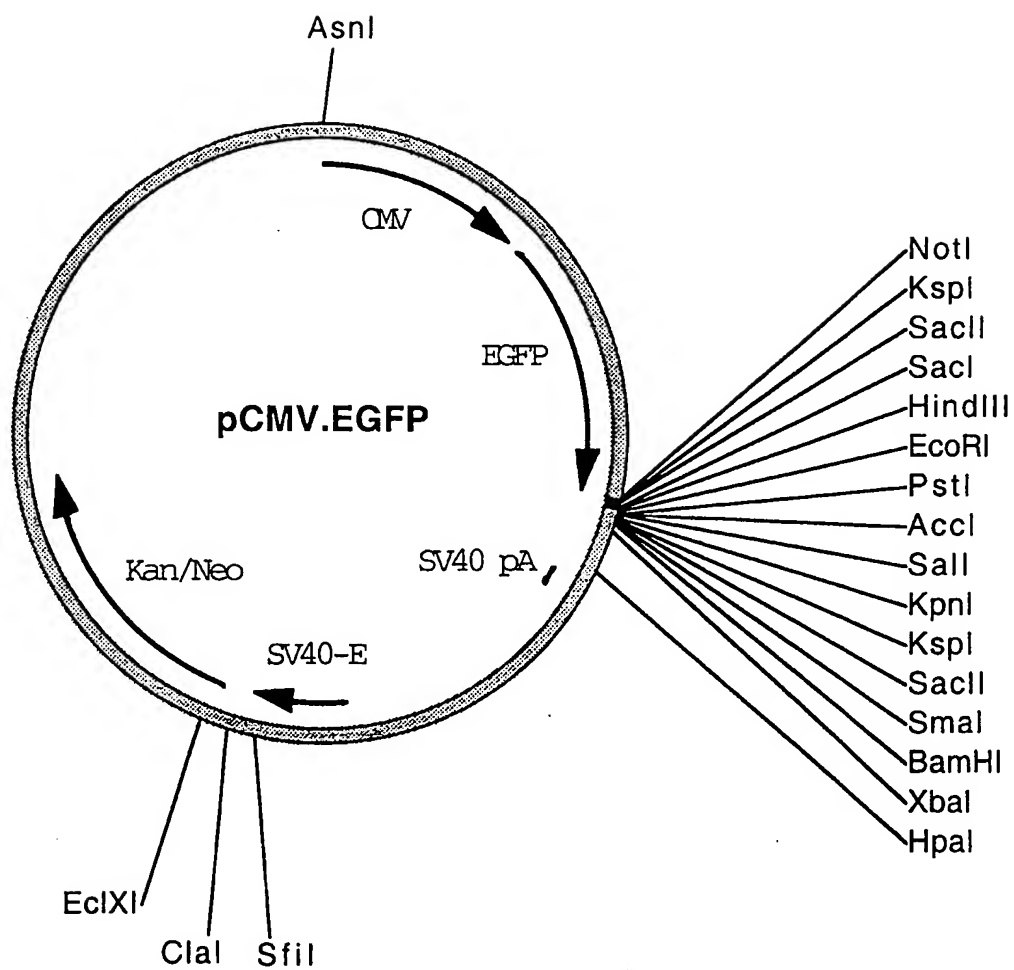 AsnI
CMV
EGFP
pCMV.EGFP
Kan/Neo
SV40 pA
SV40-E
NotI
KspI
SacII
SacI
HindIII
EcoRI
PstI
AccI
SalI
KpnI
KspI
SacII
SmaI
BamHI
XbaI
HpaI
EclXI
ClaI
SfiI